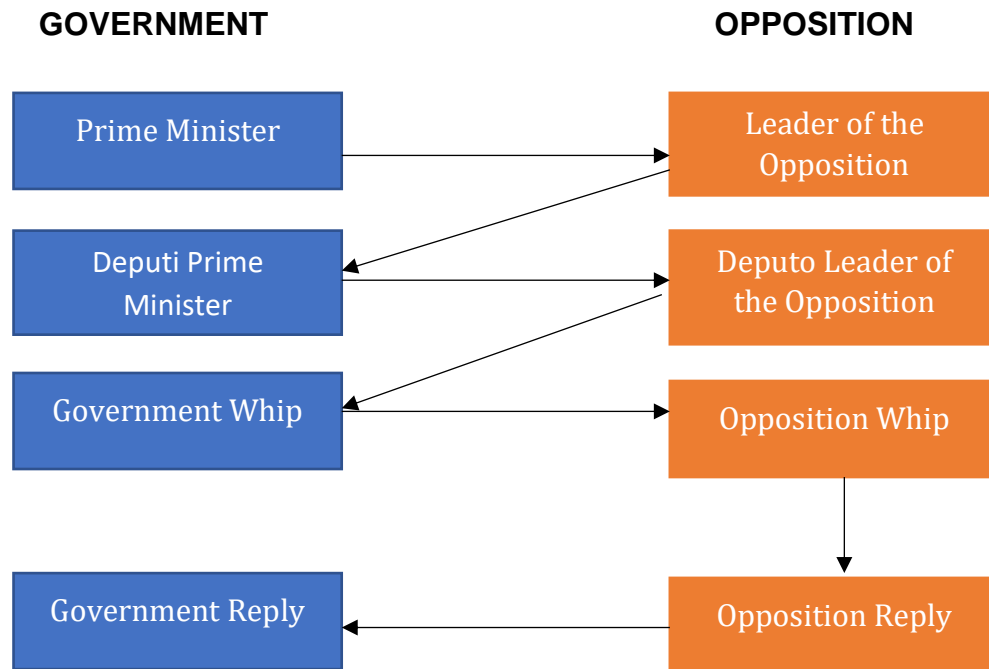 GOVERNMENT
OPPOSITION
Prime Minister
Leader of the
Opposition
Deputi Prime
Minister
Deputo Leader of
the Opposition
Government Whip
Opposition Whip
Government Reply
Opposition Reply